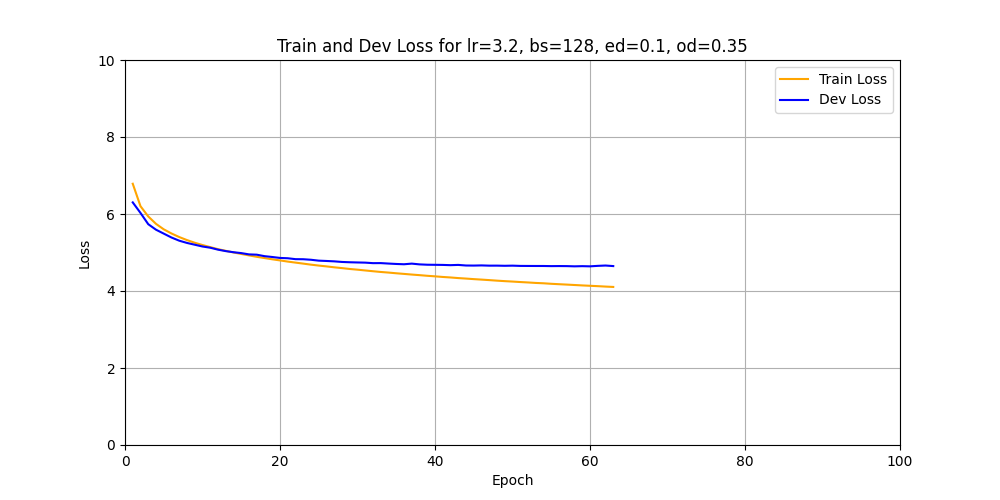 Train and Dev Loss for lr=3.2, bs=128, ed=0.1, od=0.35
Train Loss
Dev Loss
Loss
10
8
6
4
2
0
0 20 40 60 80 100
Epoch